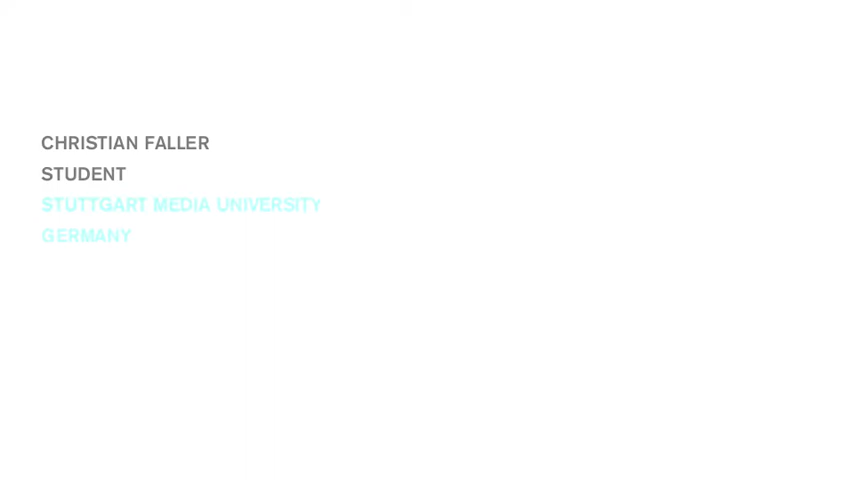 CHRISTIAN FALLER
STUDENT
STUTTGART MEDIA UNIVERSITY
GERMANY